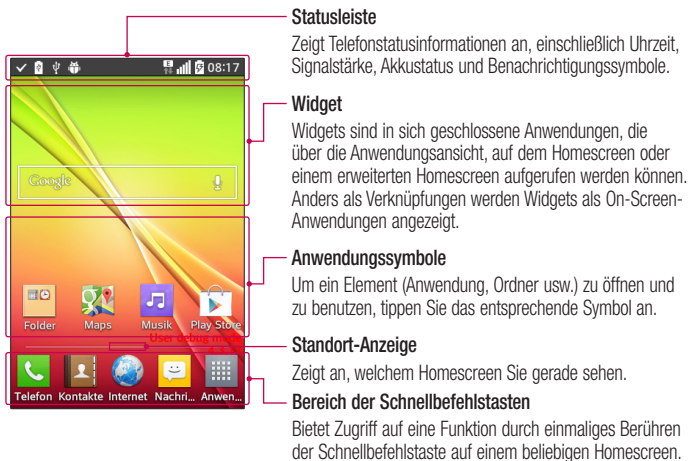 Statusleiste
Zeigt Telefonstatusinformationen an, einschließlich Uhrzeit,
Signalstärke, Akkustatus und Benachrichtigungssymbole.
08:17
Widget
Widgets sind in sich geschlossene Anwendungen, die
über die Anwendungsansicht, auf dem Homescreen oder
einem erweiterten Homescreen aufgerufen werden können.
Anders als Verknüpfungen werden Widgets als On-Screen-
Anwendungen angezeigt.
Google
Anwendungssymbole
Um ein Element (Anwendung, Ordner usw.) zu öffnen und
zu benutzen, tippen Sie das entsprechende Symbol an.
Folder Maps Musik Play Store
User debug mode
Standort-Anzeige
Zeigt an, welchem Homescreen Sie gerade sehen.
Telefon Kontakte Internet Nachri... Anwen...
Bereich der Schnellbefehlstasten
Bietet Zugriff auf eine Funktion durch einmaliges Berühren
der Schnellbefehlstaste auf einem beliebigen Homescreen.